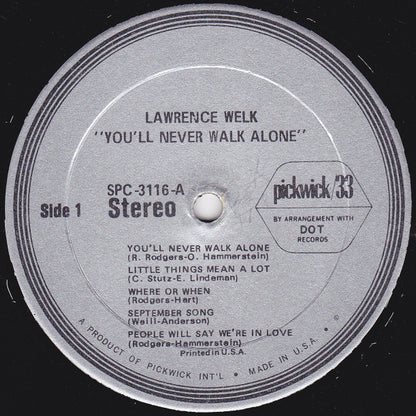 LAWRENCE WELK
"YOU'LL NEVER WALK ALONE"
SPC-3116-A
Side 1 Stereo
pickwick/33
BY ARRANGEMENT WITH
DOT
RECORDS
YOU'LL NEVER WALK ALONE
(R. Rodgers-O. Hammerstein)
LITTLE THINGS MEAN A LOT
(C. Stutz-E. Lindeman)
WHERE OR WHEN
(Rodgers-Hart)
SEPTEMBER SONG
(Weill-Anderson)
PEOPLE WILL SAY WE'RE IN LOVE
(Rodgers-Hammerstein)
Printed in U.S.A.
A PRODUCT OF PICKWICK INT'L • MADE IN U.S.A. • ©